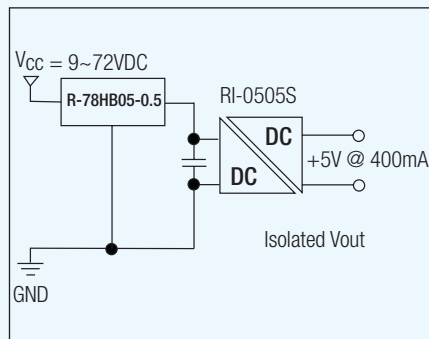 VCC = 9~72VDC
R-78HB05-0.5
RI-0505S
DC
+5V @ 400mA
DC
Isolated Vout
GND